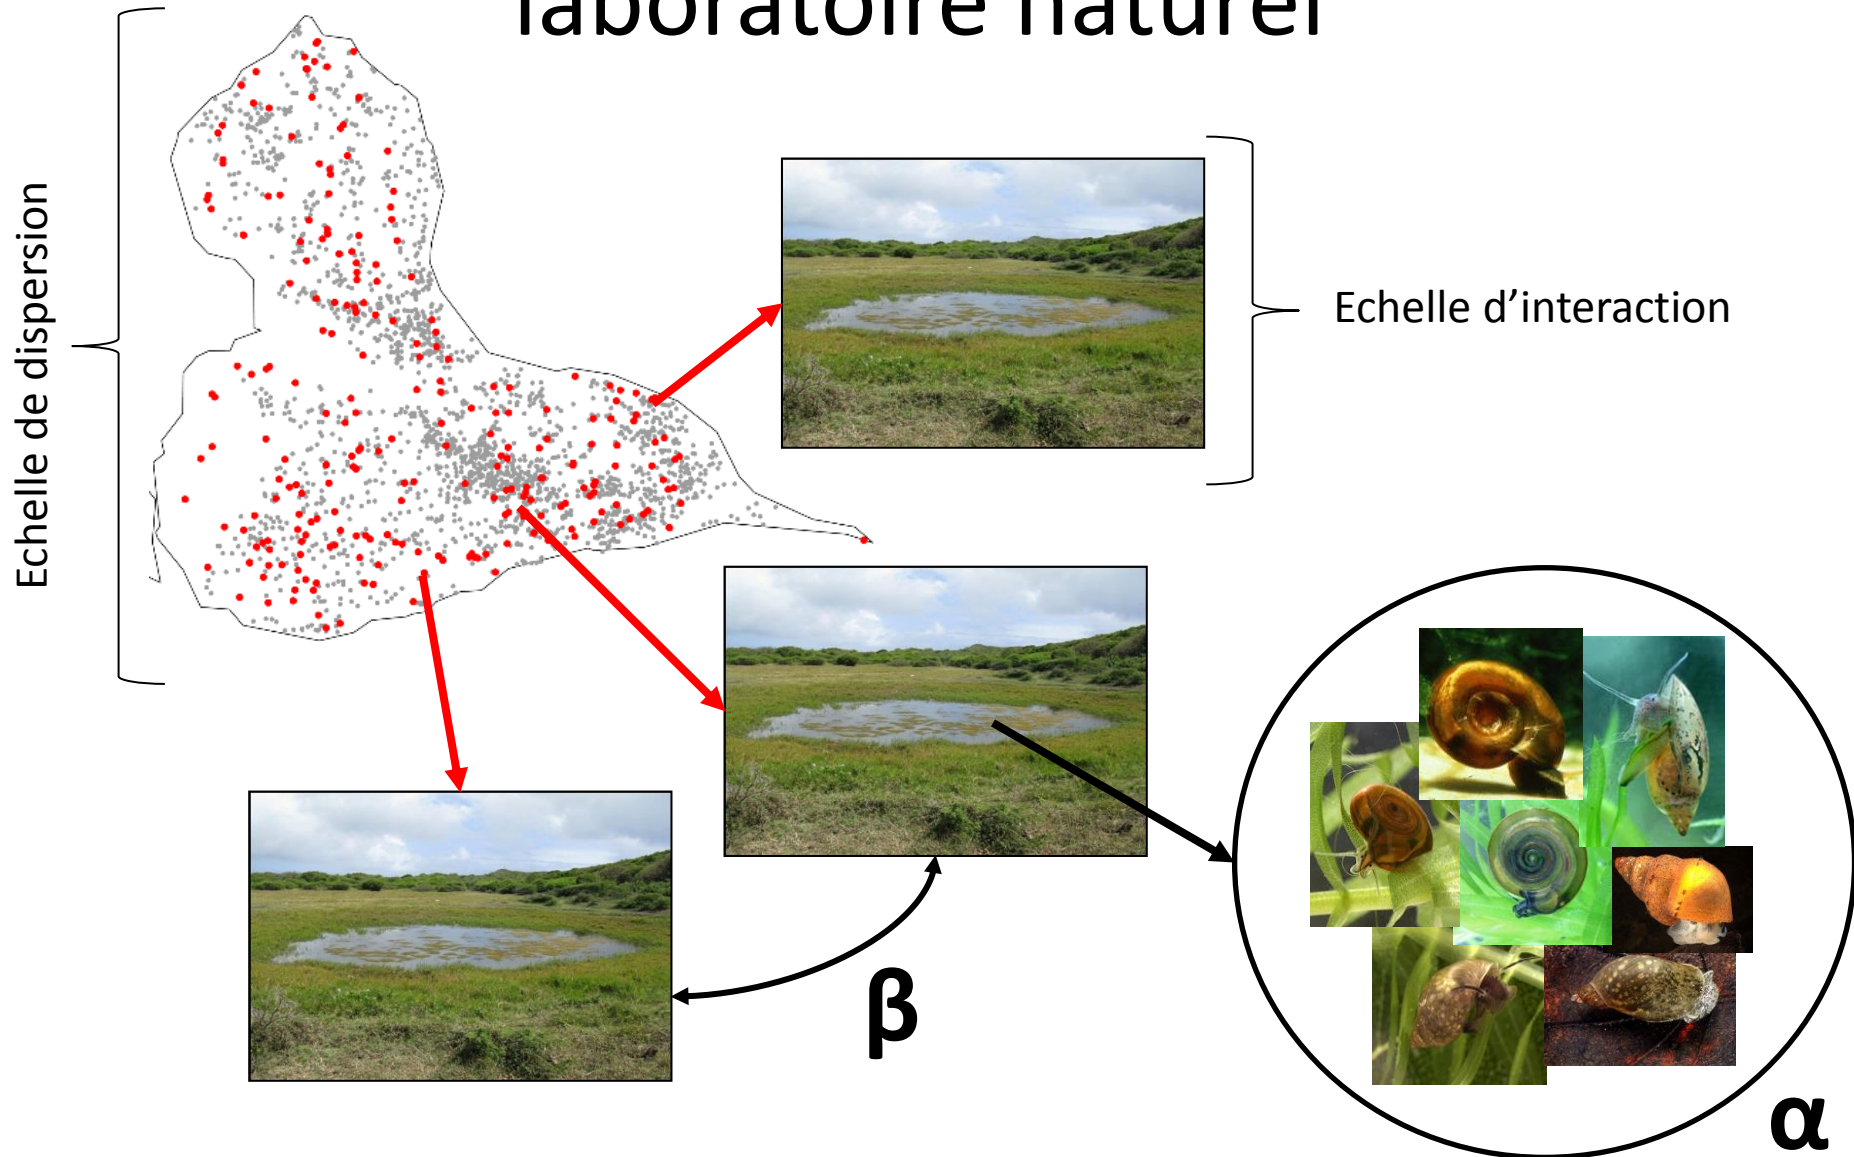 laboratoire naturel
Echelle de dispersion
Echelle d’interaction
β
α